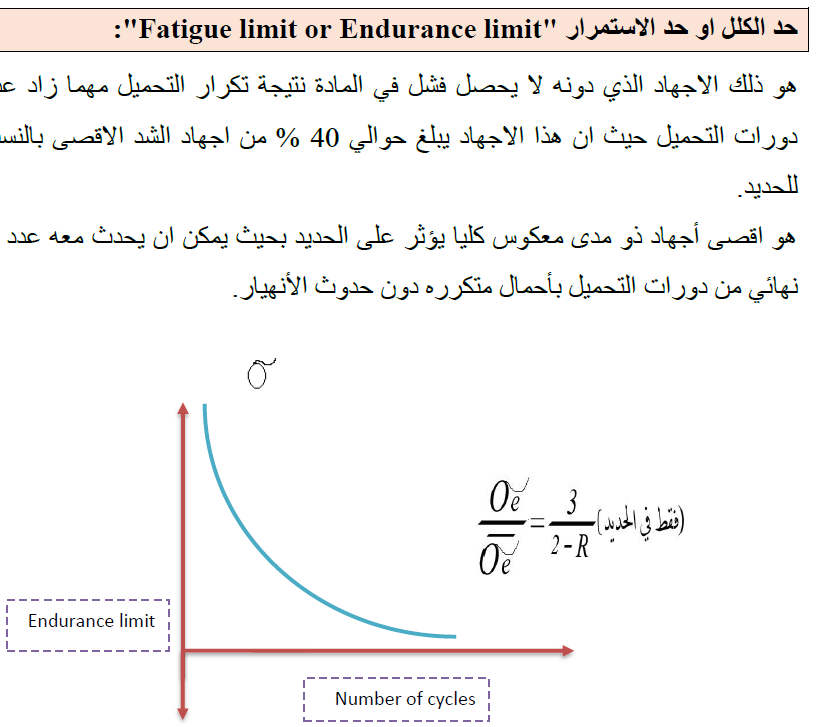 حد الكلل او حد الاستمرار "Fatigue limit or Endurance limit":
هو ذلك الاجهاد الذي دونه لا يحصل فشل في المادة نتيجة تكرار التحميل مهما زاد
دورات التحميل حيث ان هذا الاجهاد يبلغ حوالي 40 % من اجهاد الشد الاقصى
للحديد.
هو اقصى أجهاد ذو مدى معكوس كليا يؤثر على الحديد بحيث يمكن ان يحدث معه عدد
نهائي من دورات التحميل بأحمال متكرره دون حدوث الأنهيار.
σ
σe / σ̅e = 3 / (2 - R) (فقط في الحديد)
Endurance limit
Number of cycles